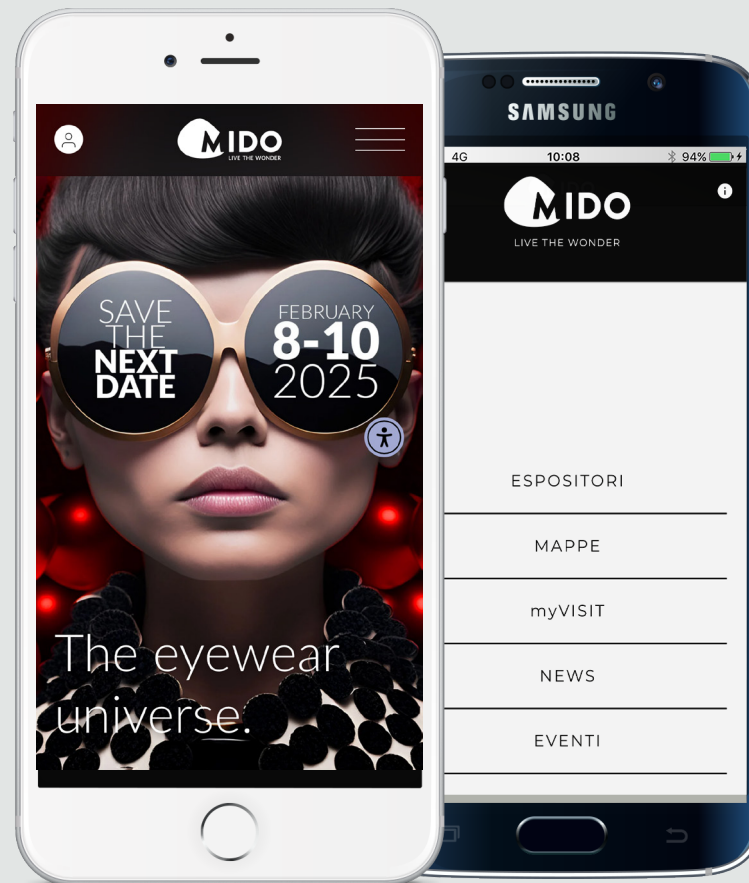 MIDO
LIVE THE WONDER
SAVE
THE
NEXT
DATE
FEBRUARY
8-10
2025
The eyewear
universe.
SAMSUNG
4G 10:08 94%
MIDO
LIVE THE WONDER
i
ESPOSITORI
MAPPE
myVISIT
NEWS
EVENTI